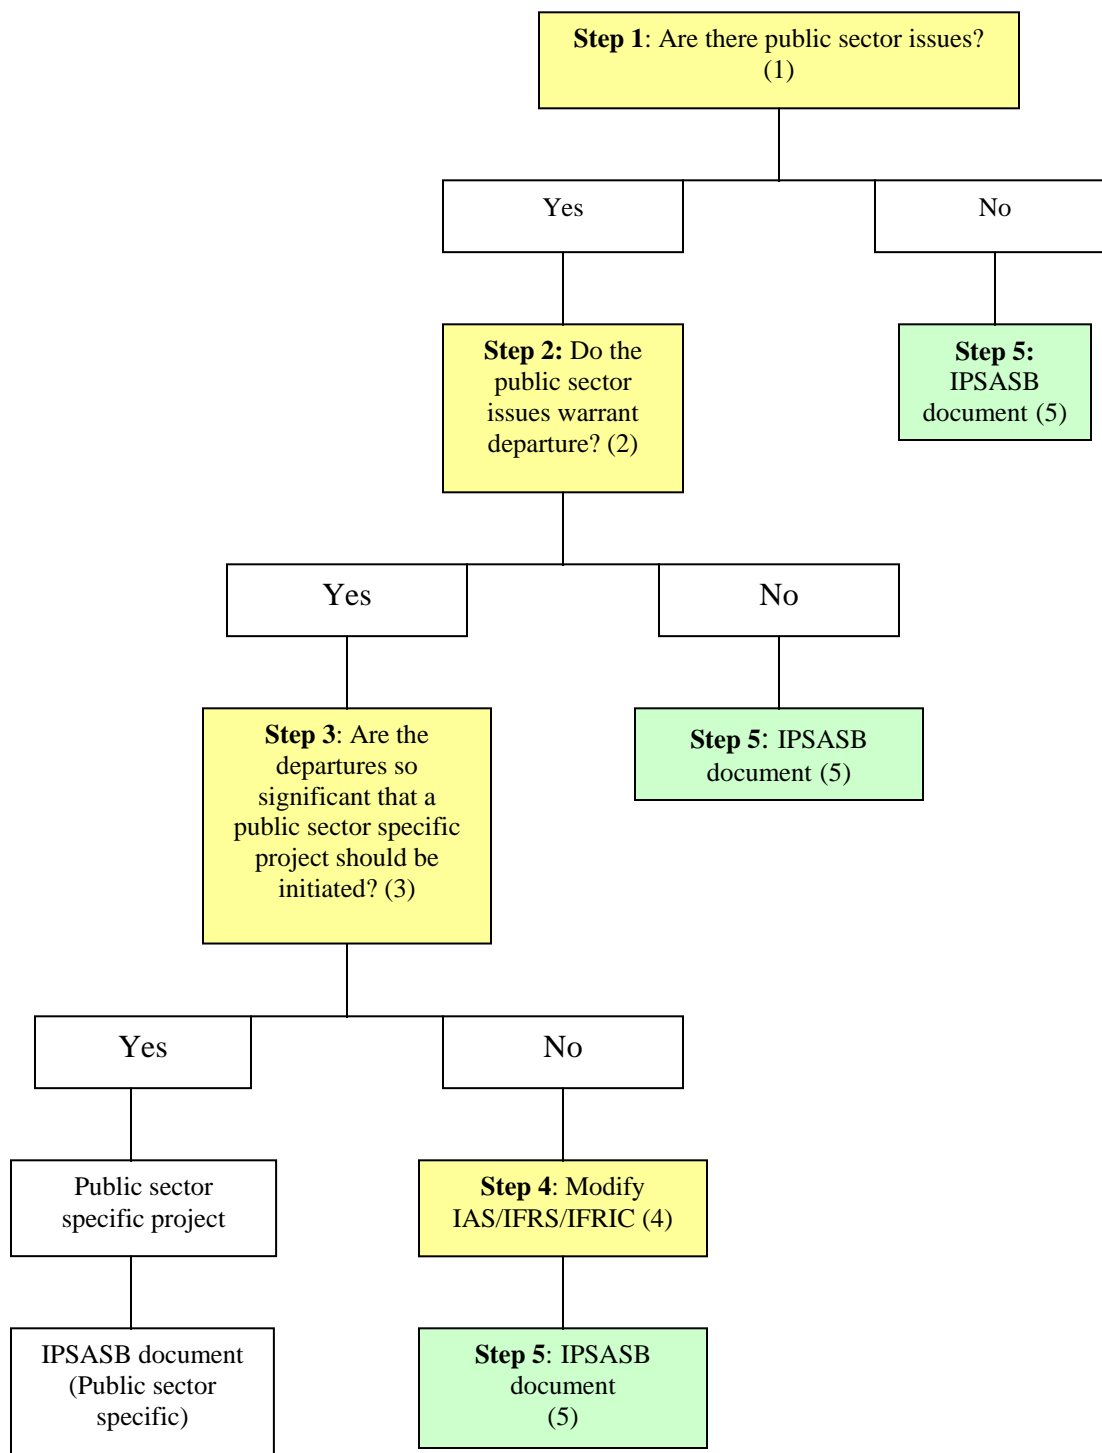 Step 1: Are there public sector issues?
(1)
Yes
No
Step 2: Do the
public sector
issues warrant
departure? (2)
Step 5:
IPSASB
document (5)
Yes
No
Step 3: Are the
departures so
significant that a
public sector specific
project should be
initiated? (3)
Step 5: IPSASB
document (5)
Yes
No
Public sector
specific project
Step 4: Modify
IAS/IFRS/IFRIC (4)
IPSASB document
(Public sector
specific)
Step 5: IPSASB
document
(5)